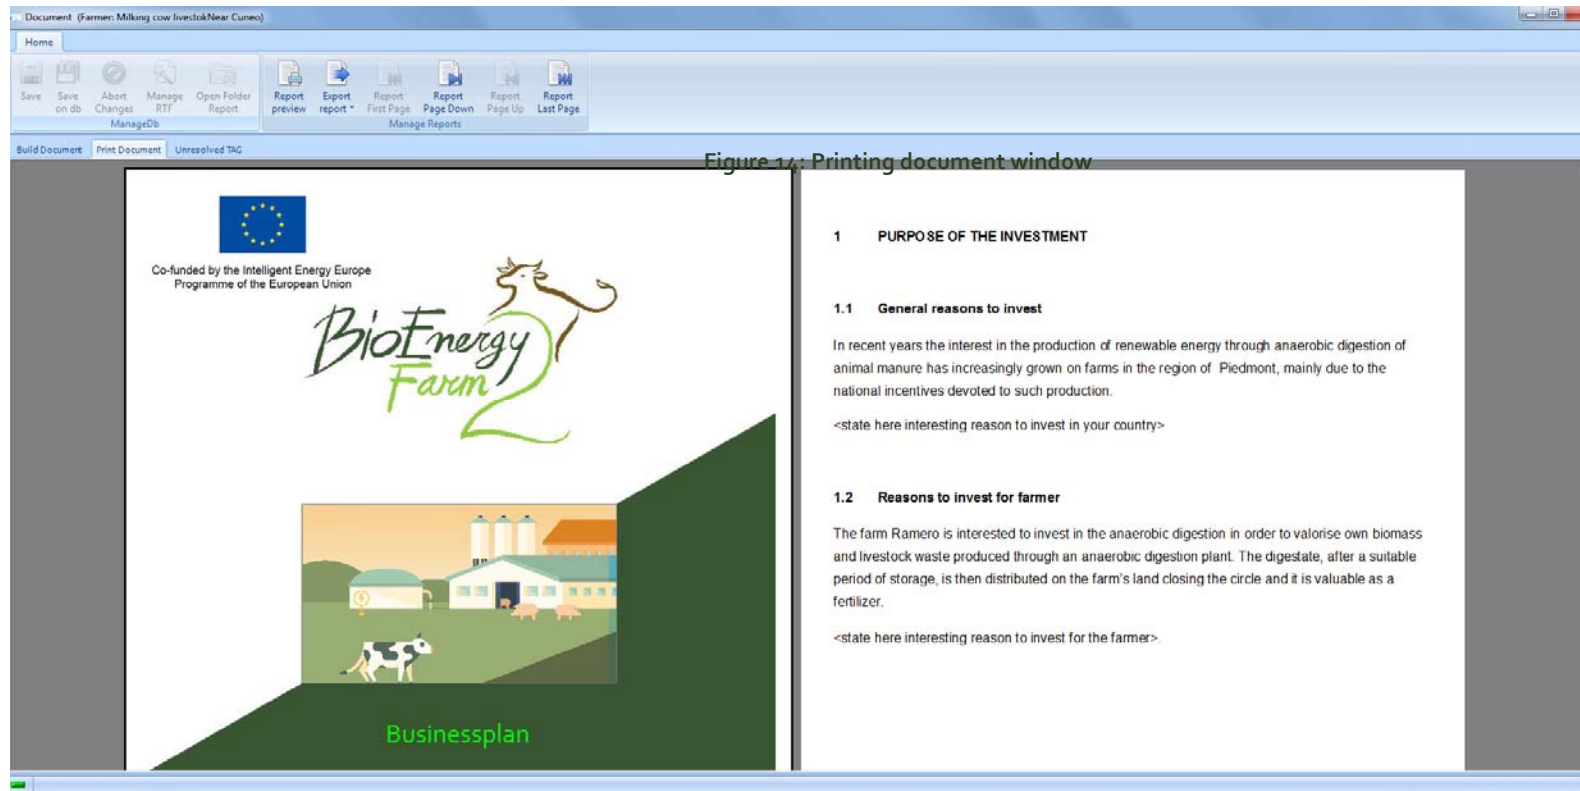 Document (Farmer: Milking cow livestokNear Cuneo)
Home
Save
Save on db
Abort Changes
Manage RTF
Open Folder Report
ManageDb
Report preview
Export report
Report First Page
Report Page Down
Report Page Up
Report Last Page
Manage Reports
Build Document
Print Document
Unresolved TAG
Figure 14: Printing document window
Co-funded by the Intelligent Energy Europe
Programme of the European Union
BioEnergy
Farm 2
Businessplan
1 PURPOSE OF THE INVESTMENT
1.1 General reasons to invest
In recent years the interest in the production of renewable energy through anaerobic digestion of
animal manure has increasingly grown on farms in the region of Piedmont, mainly due to the
national incentives devoted to such production.
<state here interesting reason to invest in your country>
1.2 Reasons to invest for farmer
The farm Ramero is interested to invest in the anaerobic digestion in order to valorise own biomass
and livestock waste produced through an anaerobic digestion plant. The digestate, after a suitable
period of storage, is then distributed on the farm's land closing the circle and it is valuable as a
fertilizer.
<state here interesting reason to invest for the farmer>.